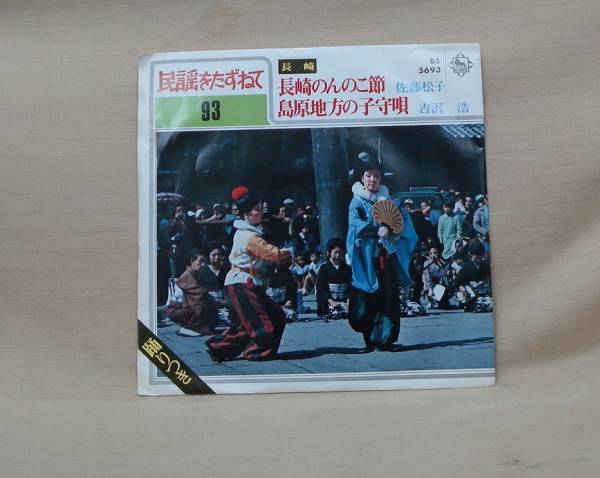 民謡をたずねて
93
長崎
BS
5693
長崎のんのこ節 佐藤松子
島原地方の子守唄 吉沢 浩
踊りつき